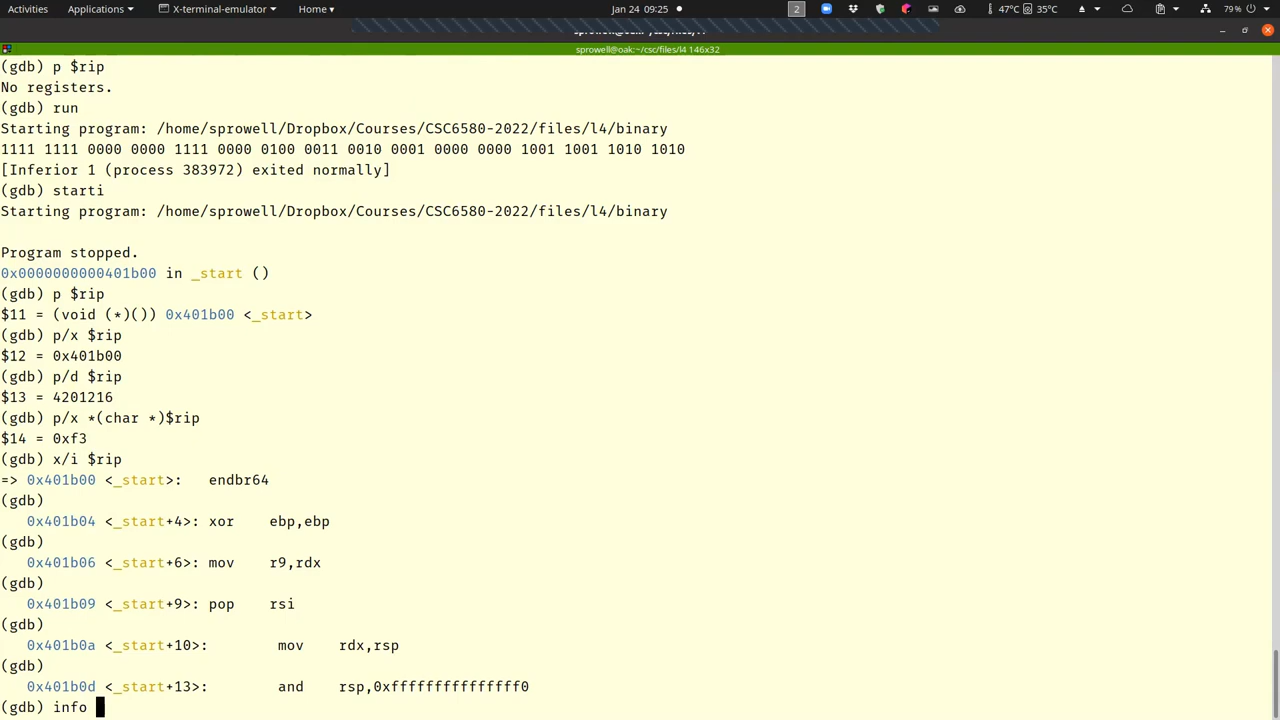 Activities Applications X-terminal-emulator Home Jan 24 09:25 2 47°C 35°C 79%
sprowell@oak:~/csc/files/l4 146x32
(gdb) p $rip
No registers.
(gdb) run
Starting program: /home/sprowell/Dropbox/Courses/CSC6580-2022/files/l4/binary
1111 1111 0000 0000 1111 0000 0100 0011 0010 0001 0000 0000 1001 1001 1010 1010
[Inferior 1 (process 383972) exited normally]
(gdb) starti
Starting program: /home/sprowell/Dropbox/Courses/CSC6580-2022/files/l4/binary
Program stopped.
0x0000000000401b00 in _start ()
(gdb) p $rip
$11 = (void (*)()) 0x401b00 <_start>
(gdb) p/x $rip
$12 = 0x401b00
(gdb) p/d $rip
$13 = 4201216
(gdb) p/x *(char *)$rip
$14 = 0xf3
(gdb) x/i $rip
=> 0x401b00 <_start>: endbr64
(gdb)
0x401b04 <_start+4>: xor ebp,ebp
(gdb)
0x401b06 <_start+6>: mov r9,rdx
(gdb)
0x401b09 <_start+9>: pop rsi
(gdb)
0x401b0a <_start+10>: mov rdx,rsp
(gdb)
0x401b0d <_start+13>: and rsp,0xfffffffffffffff0
(gdb) info